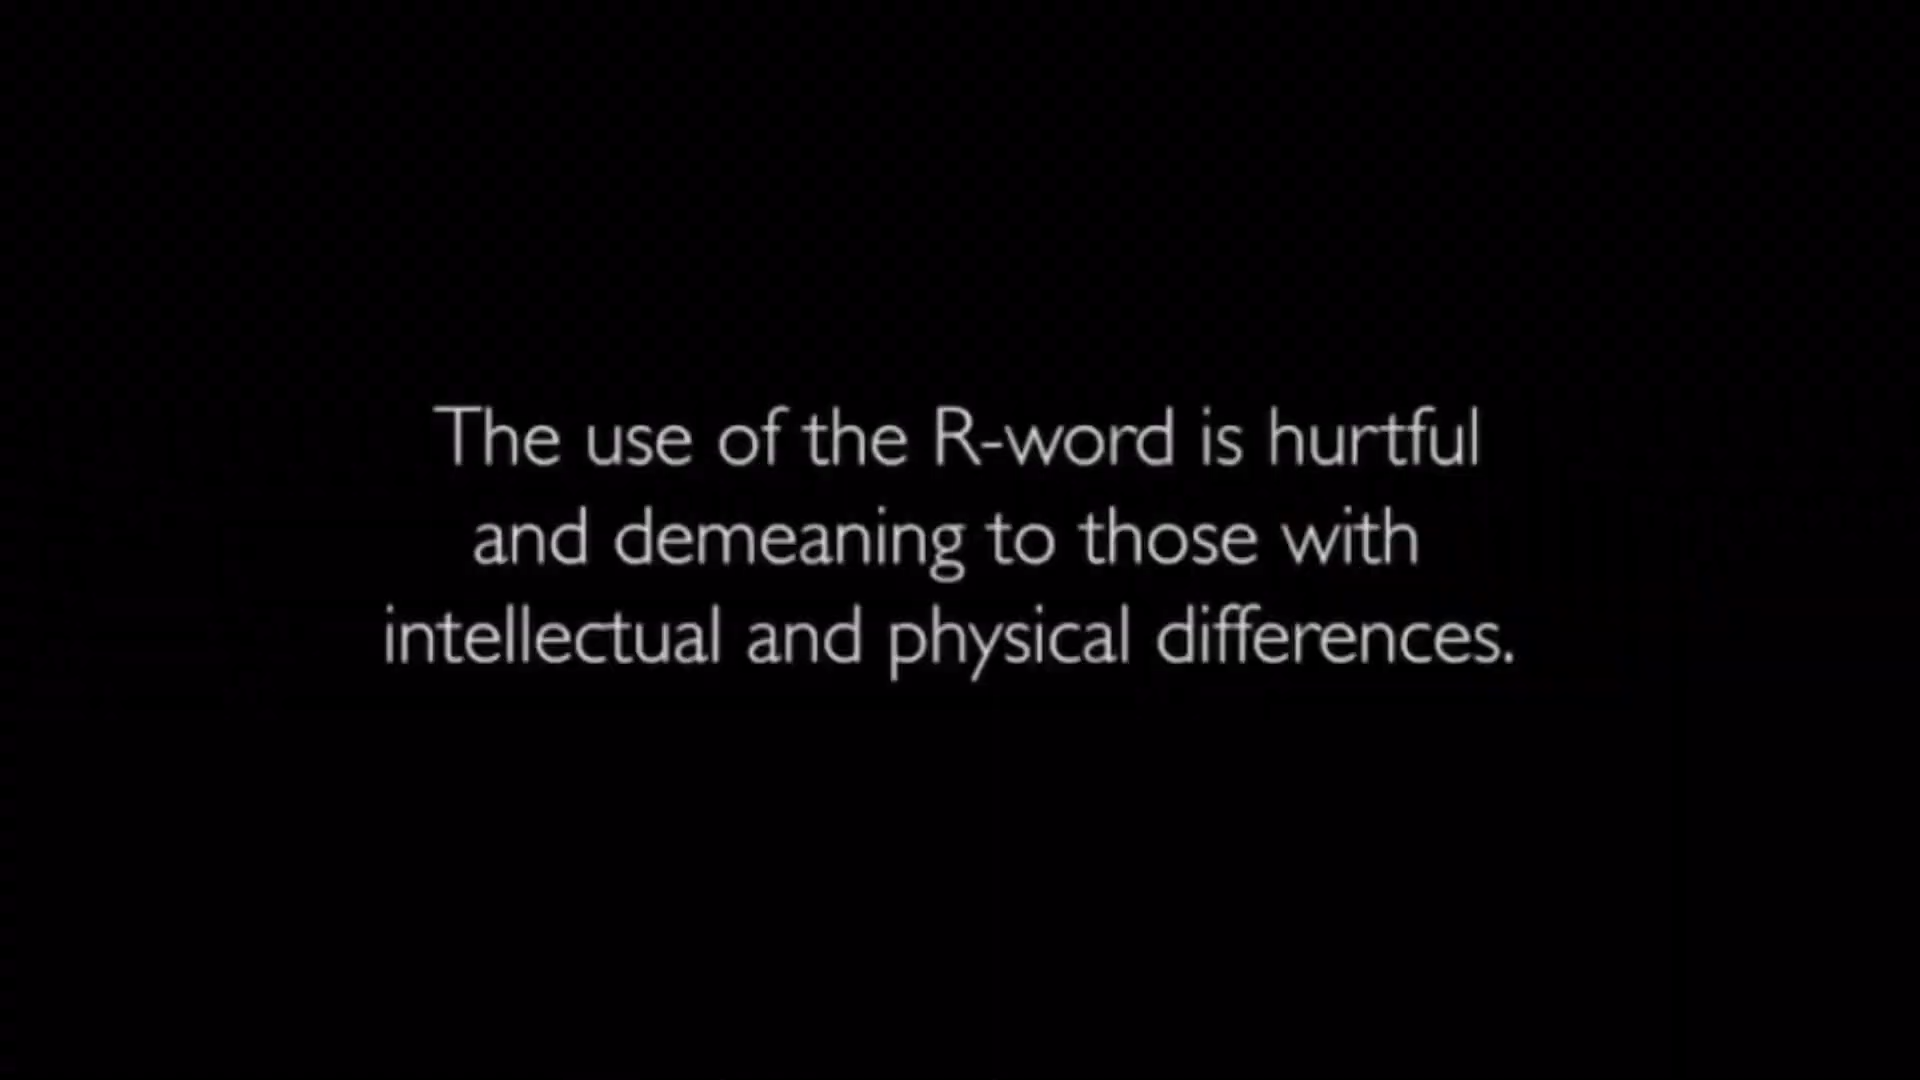 The use of the R-word is hurtful
and demeaning to those with
intellectual and physical differences.